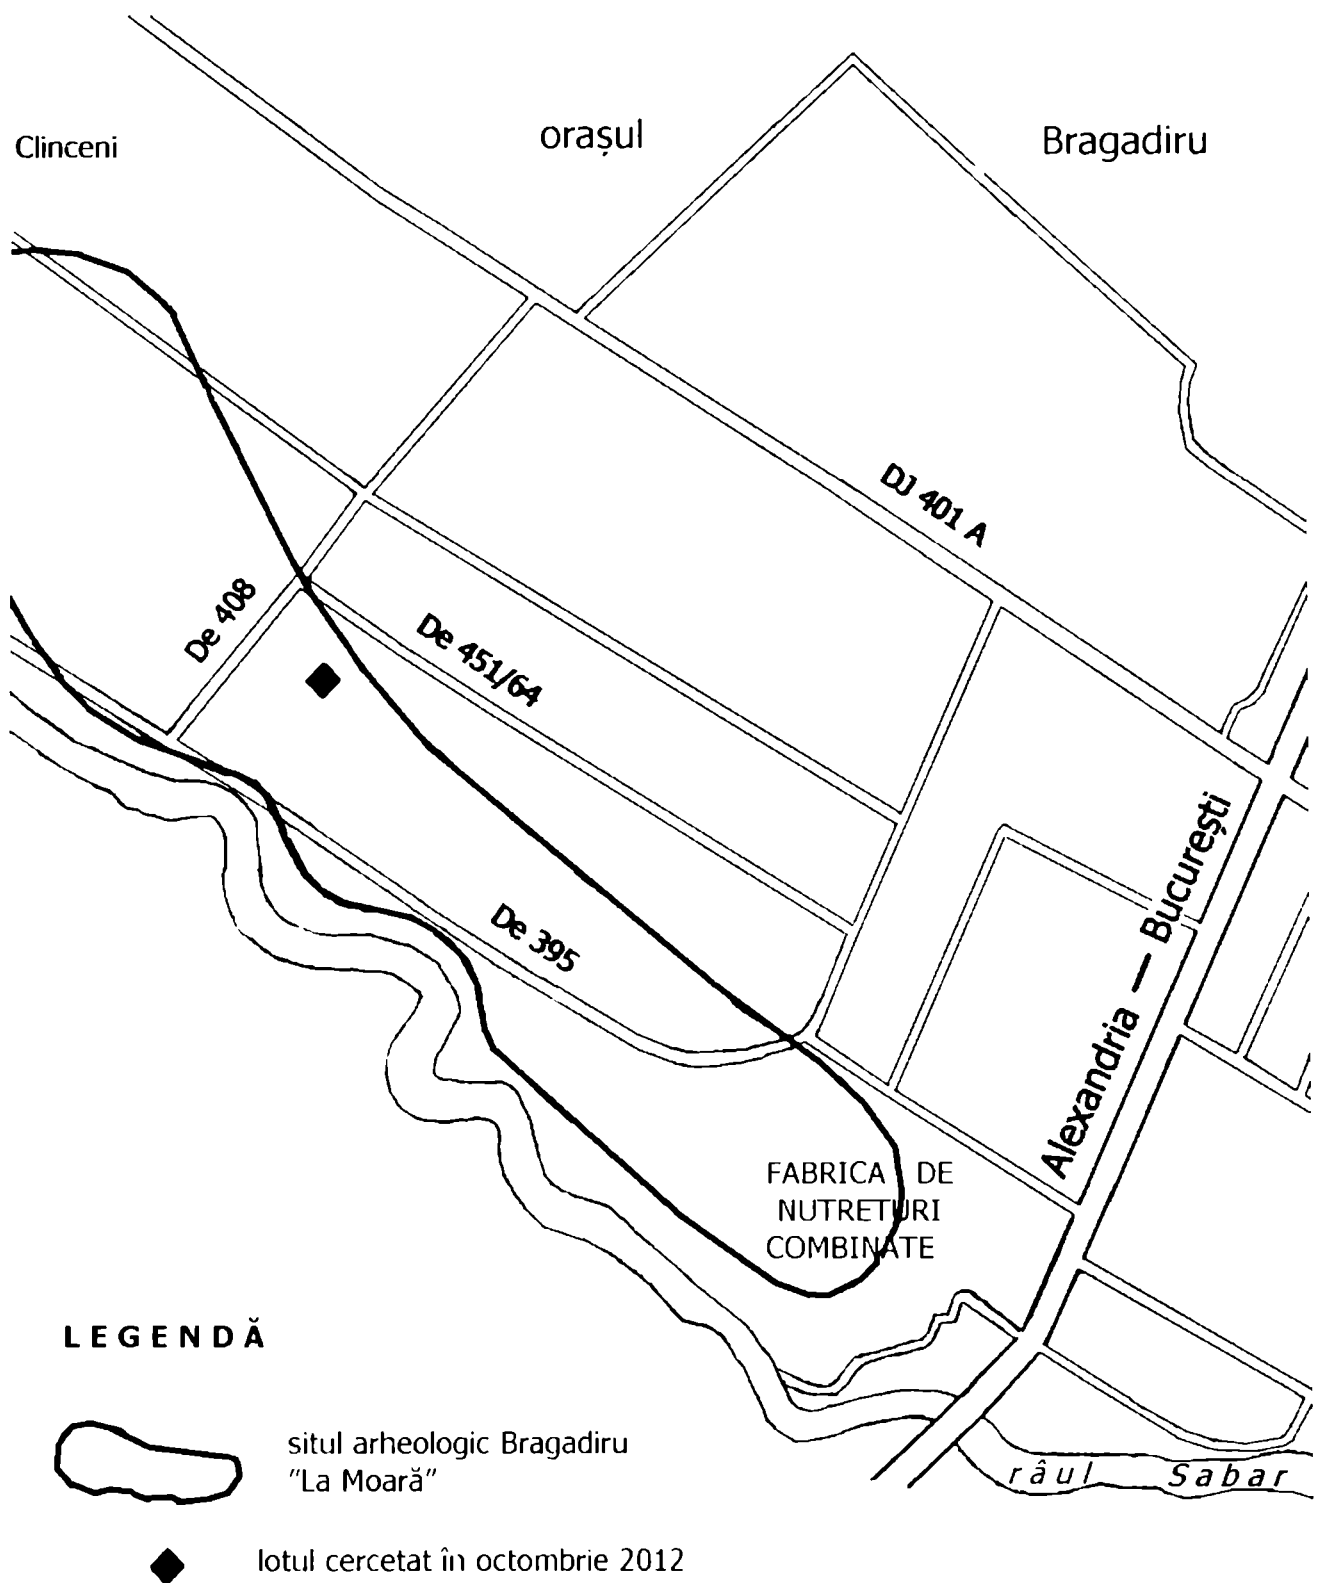 Clinceni
orașul
Bragadiru
DJ 401 A
De 408
De 451/64
De 395
Alexandria — București
FABRICA DE
NUTRETURI
COMBINATE
LEGENDĂ
situl arheologic Bragadiru
"La Moară"
râul Sabar
lotul cercetat în octombrie 2012